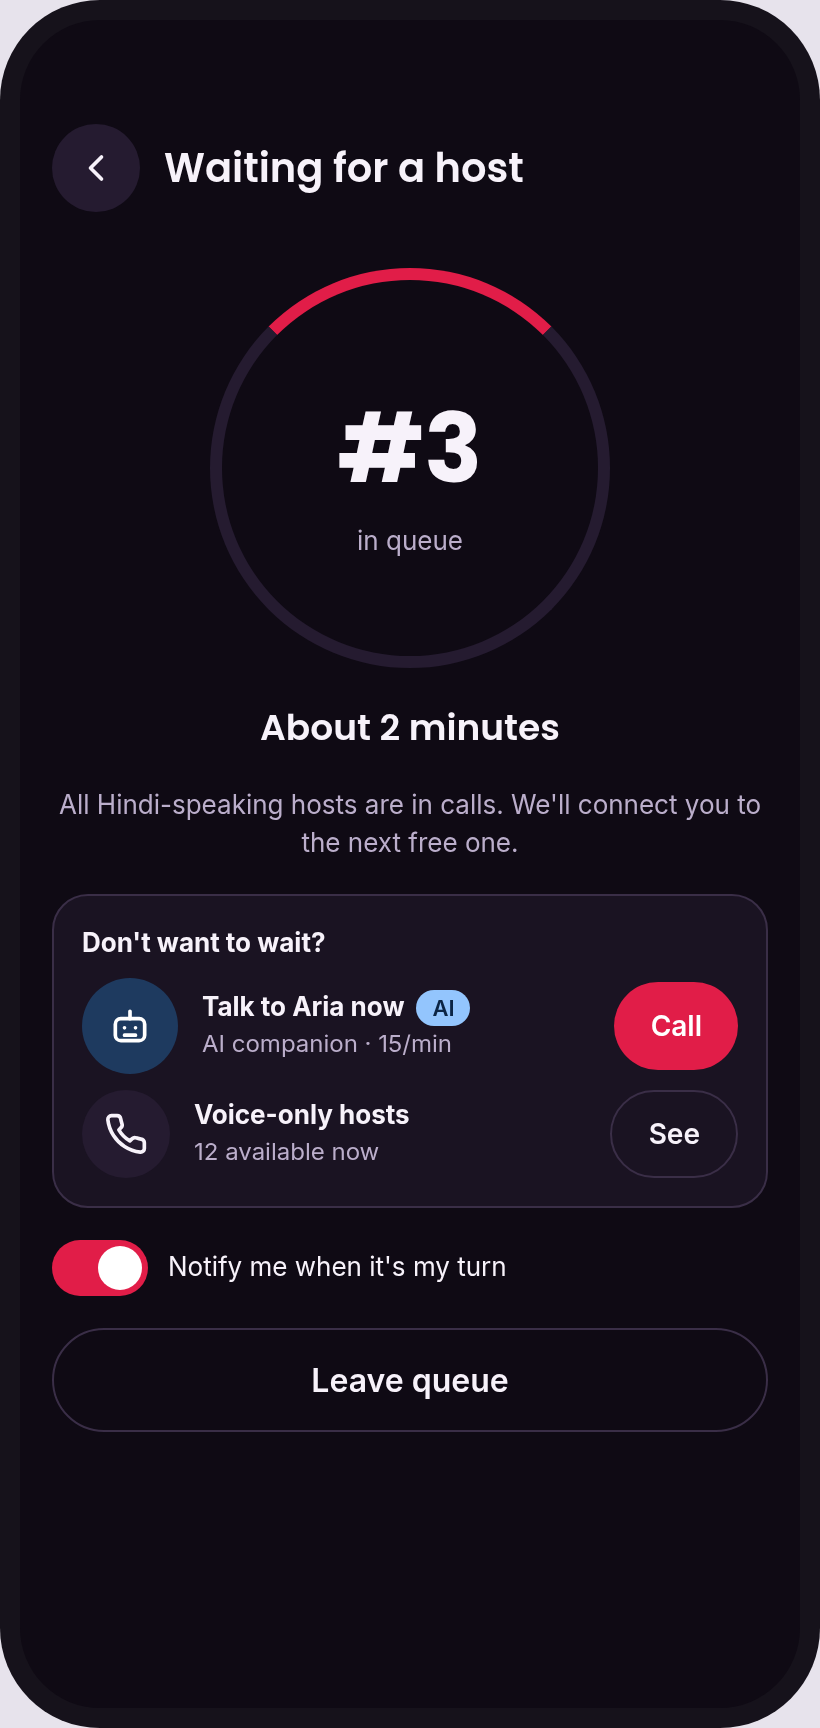 Waiting for a host
#3
in queue
About 2 minutes
All Hindi-speaking hosts are in calls. We'll connect you to
the next free one.
Don't want to wait?
Talk to Aria now AI
AI companion · 15/min
Call
Voice-only hosts
12 available now
See
Notify me when it's my turn
Leave queue